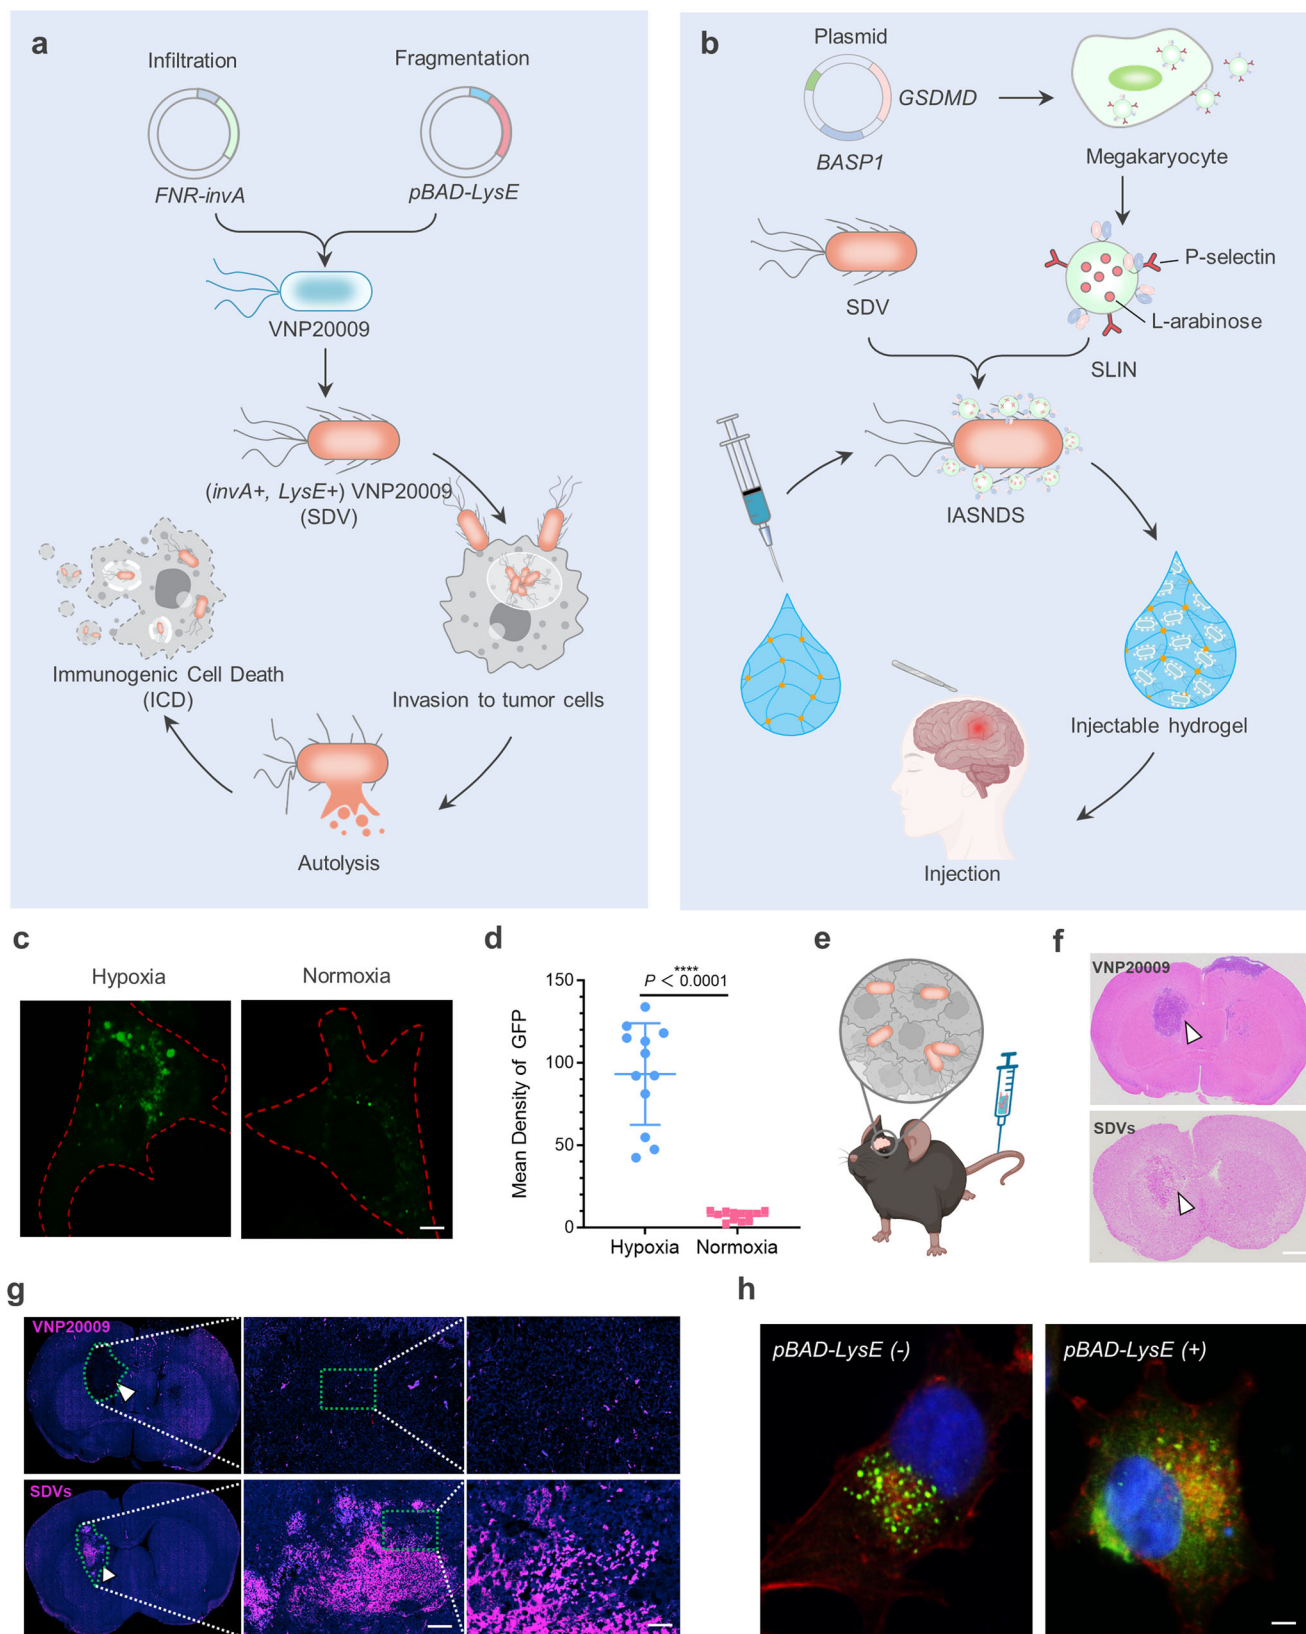 a
Infiltration
Fragmentation
FNR-invA
pBAD-LysE
VNP20009
(invA+, LysE+) VNP20009
(SDV)
Immunogenic Cell Death
(ICD)
Invasion to tumor cells
Autolysis
b
Plasmid
GSDMD
BASP1
Megakaryocyte
P-selectin
SDV
L-arabinose
SLIN
IASNDS
Injectable hydrogel
Injection
c
Hypoxia
Normoxia
d
****
P < 0.0001
Mean Density of GFP
150
100
50
0
Hypoxia
Normoxia
e
f
VNP20009
SDVs
g
VNP20009
SDVs
h
pBAD-LysE (-)
pBAD-LysE (+)